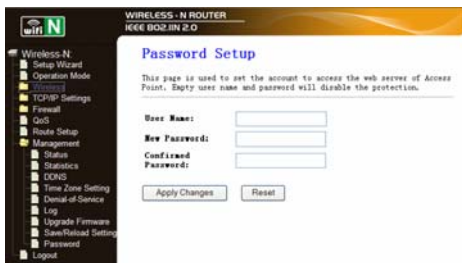 wifi N
WIRELESS - N ROUTER
IEEE 802.11N 2.0
Wireless-N:
Setup Wizard
Operation Mode
Wireless
TCP/IP Settings
Firewall
QoS
Route Setup
Management
Status
Statistics
DDNS
Time Zone Setting
Denial-of-Service
Log
Upgrade Firmware
Save/Reload Setting
Password
Logout
Password Setup
This page is used to set the account to access the web server of Access
Point. Empty user name and password will disable the protection.
User Name:
New Password:
Confirmed
Password:
Apply Changes
Reset